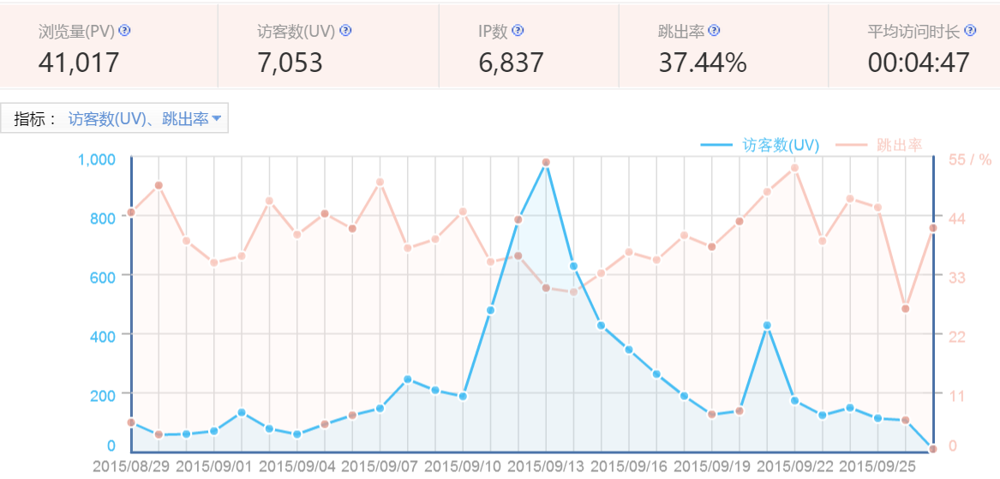 浏览量(PV) ? 访客数(UV) ? IP数 ? 跳出率 ? 平均访问时长 ?
41,017 7,053 6,837 37.44% 00:04:47
指标： 访客数(UV)、跳出率
访客数(UV) 跳出率
1,000 55 / %
800 44
600 33
400 22
200 11
0 0
2015/08/29 2015/09/01 2015/09/04 2015/09/07 2015/09/10 2015/09/13 2015/09/16 2015/09/19 2015/09/22 2015/09/25